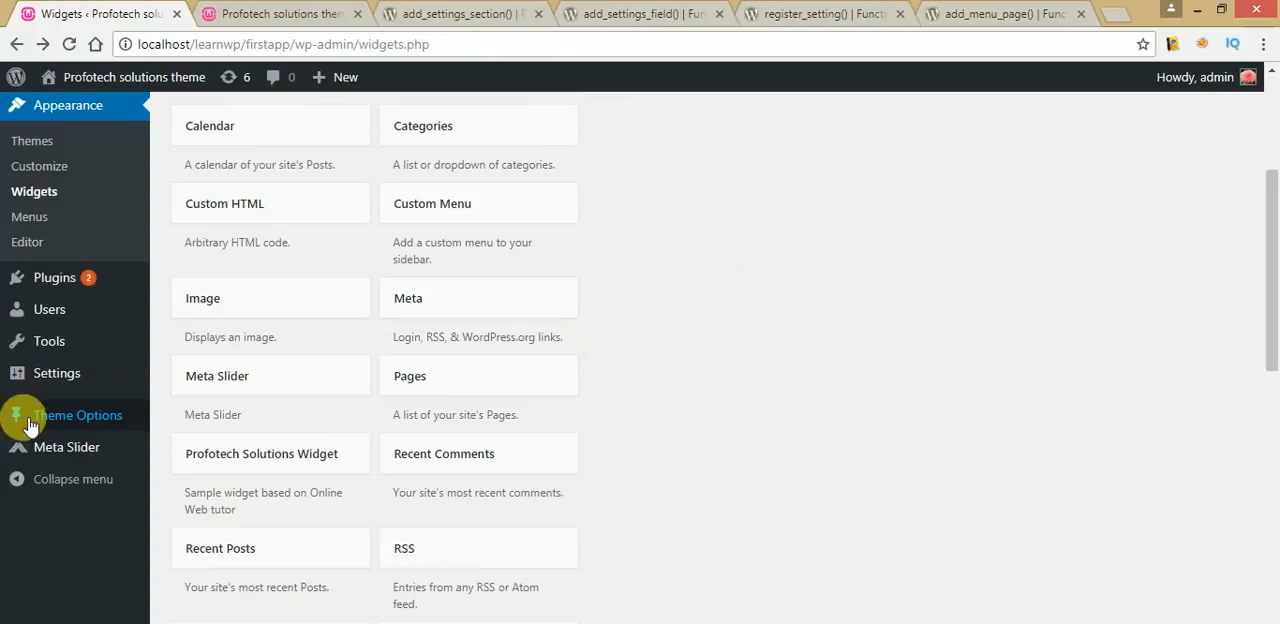 Widgets ‹ Profotech solu
Profotech solutions them
add_settings_section() |
add_settings_field() | Fu
register_setting() | Funct
add_menu_page() | Func
localhost/learnwp/firstapp/wp-admin/widgets.php
IQ
Profotech solutions theme
6
0
New
Howdy, admin
Appearance
Themes
Customize
Widgets
Menus
Editor
Plugins 2
Users
Tools
Settings
Theme Options
Meta Slider
Collapse menu
Calendar
Categories
A calendar of your site's Posts.
A list or dropdown of categories.
Custom HTML
Custom Menu
Arbitrary HTML code.
Add a custom menu to your
sidebar.
Image
Meta
Displays an image.
Login, RSS, & WordPress.org links.
Meta Slider
Pages
Meta Slider
A list of your site's Pages.
Profotech Solutions Widget
Recent Comments
Sample widget based on Online
Web tutor
Your site's most recent comments.
Recent Posts
RSS
Your site's most recent Posts.
Entries from any RSS or Atom
feed.